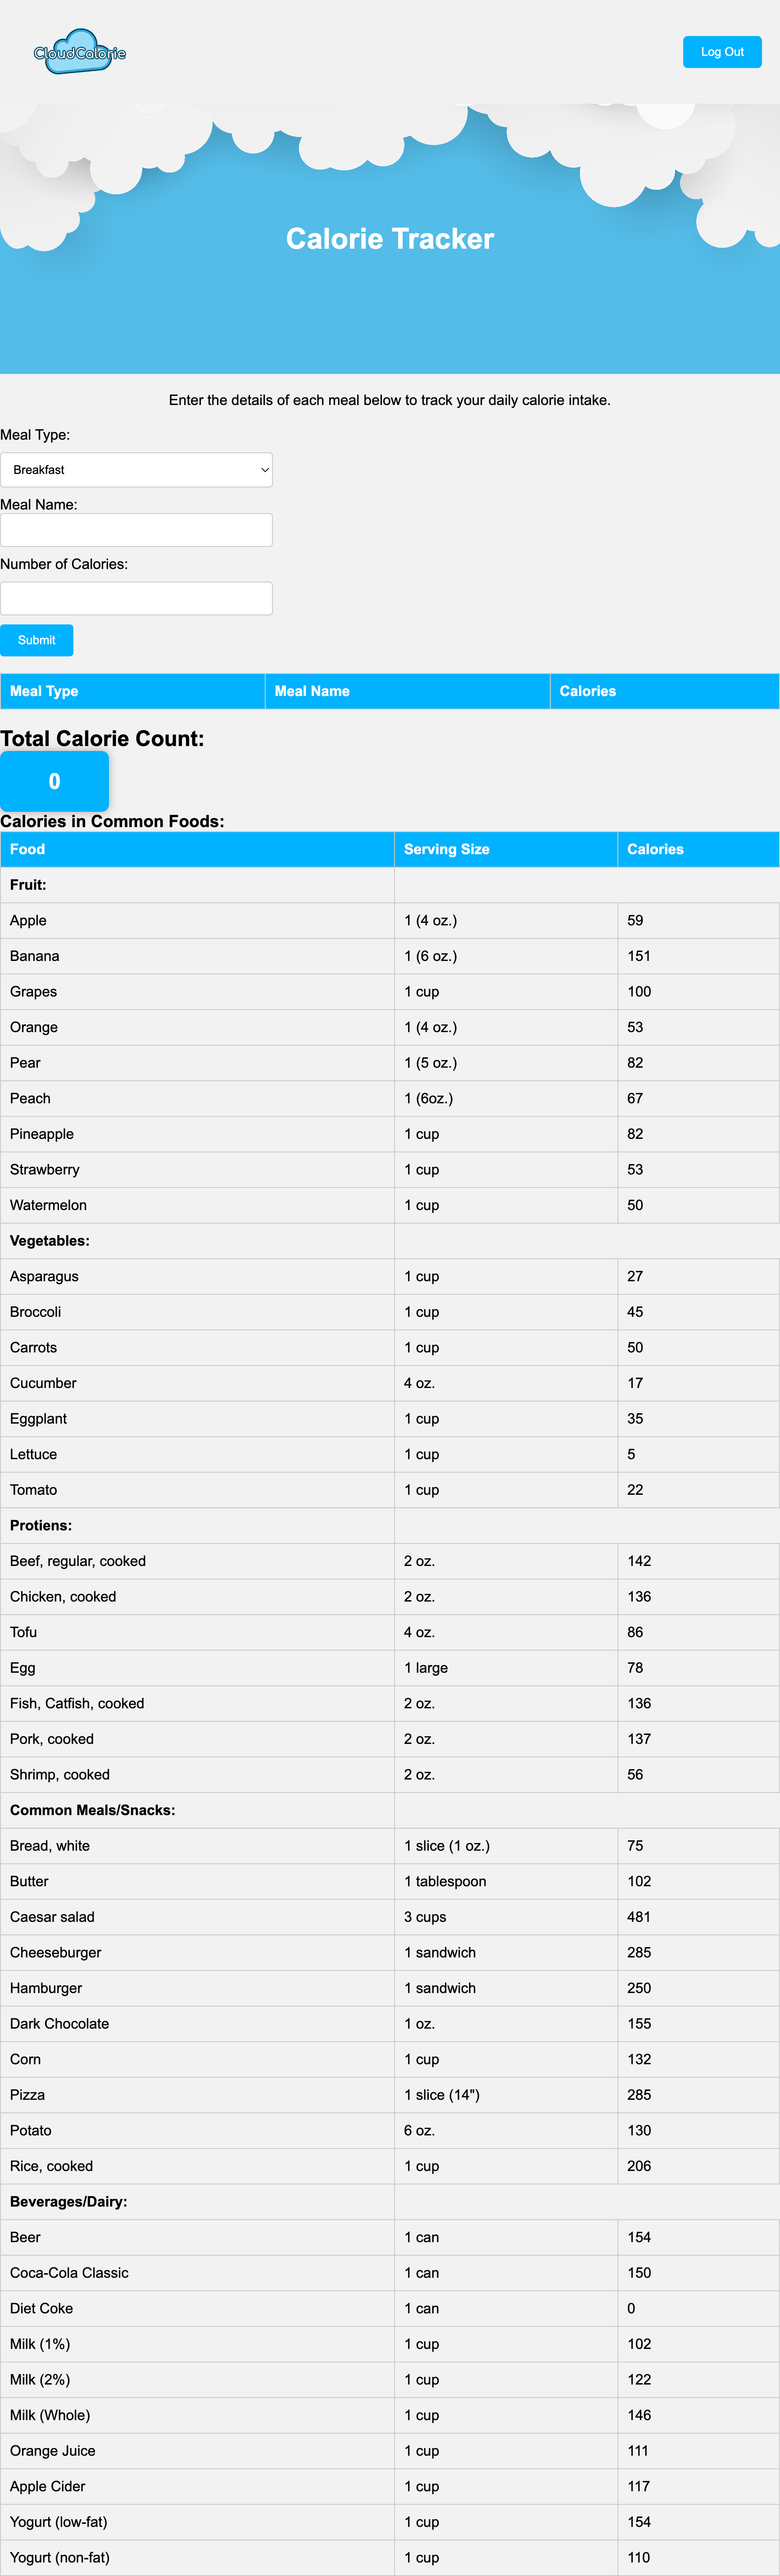 CloudCalorie
Log Out
Calorie Tracker
Enter the details of each meal below to track your daily calorie intake.
Meal Type:
Breakfast
Meal Name:
Number of Calories:
Submit
Meal Type Meal Name Calories
Total Calorie Count:
0
Calories in Common Foods:
Food Serving Size Calories
Fruit:
Apple 1 (4 oz.) 59
Banana 1 (6 oz.) 151
Grapes 1 cup 100
Orange 1 (4 oz.) 53
Pear 1 (5 oz.) 82
Peach 1 (6oz.) 67
Pineapple 1 cup 82
Strawberry 1 cup 53
Watermelon 1 cup 50
Vegetables:
Asparagus 1 cup 27
Broccoli 1 cup 45
Carrots 1 cup 50
Cucumber 4 oz. 17
Eggplant 1 cup 35
Lettuce 1 cup 5
Tomato 1 cup 22
Protiens:
Beef, regular, cooked 2 oz. 142
Chicken, cooked 2 oz. 136
Tofu 4 oz. 86
Egg 1 large 78
Fish, Catfish, cooked 2 oz. 136
Pork, cooked 2 oz. 137
Shrimp, cooked 2 oz. 56
Common Meals/Snacks:
Bread, white 1 slice (1 oz.) 75
Butter 1 tablespoon 102
Caesar salad 3 cups 481
Cheeseburger 1 sandwich 285
Hamburger 1 sandwich 250
Dark Chocolate 1 oz. 155
Corn 1 cup 132
Pizza 1 slice (14") 285
Potato 6 oz. 130
Rice, cooked 1 cup 206
Beverages/Dairy:
Beer 1 can 154
Coca-Cola Classic 1 can 150
Diet Coke 1 can 0
Milk (1%) 1 cup 102
Milk (2%) 1 cup 122
Milk (Whole) 1 cup 146
Orange Juice 1 cup 111
Apple Cider 1 cup 117
Yogurt (low-fat) 1 cup 154
Yogurt (non-fat) 1 cup 110